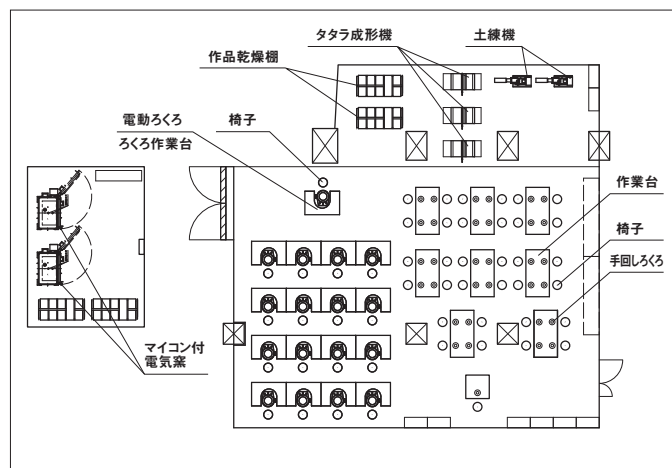 タタラ成形機
土練機
作品乾燥棚
電動ろくろ
ろくろ作業台
椅子
作業台
椅子
手回しろくろ
マイコン付
電気窯